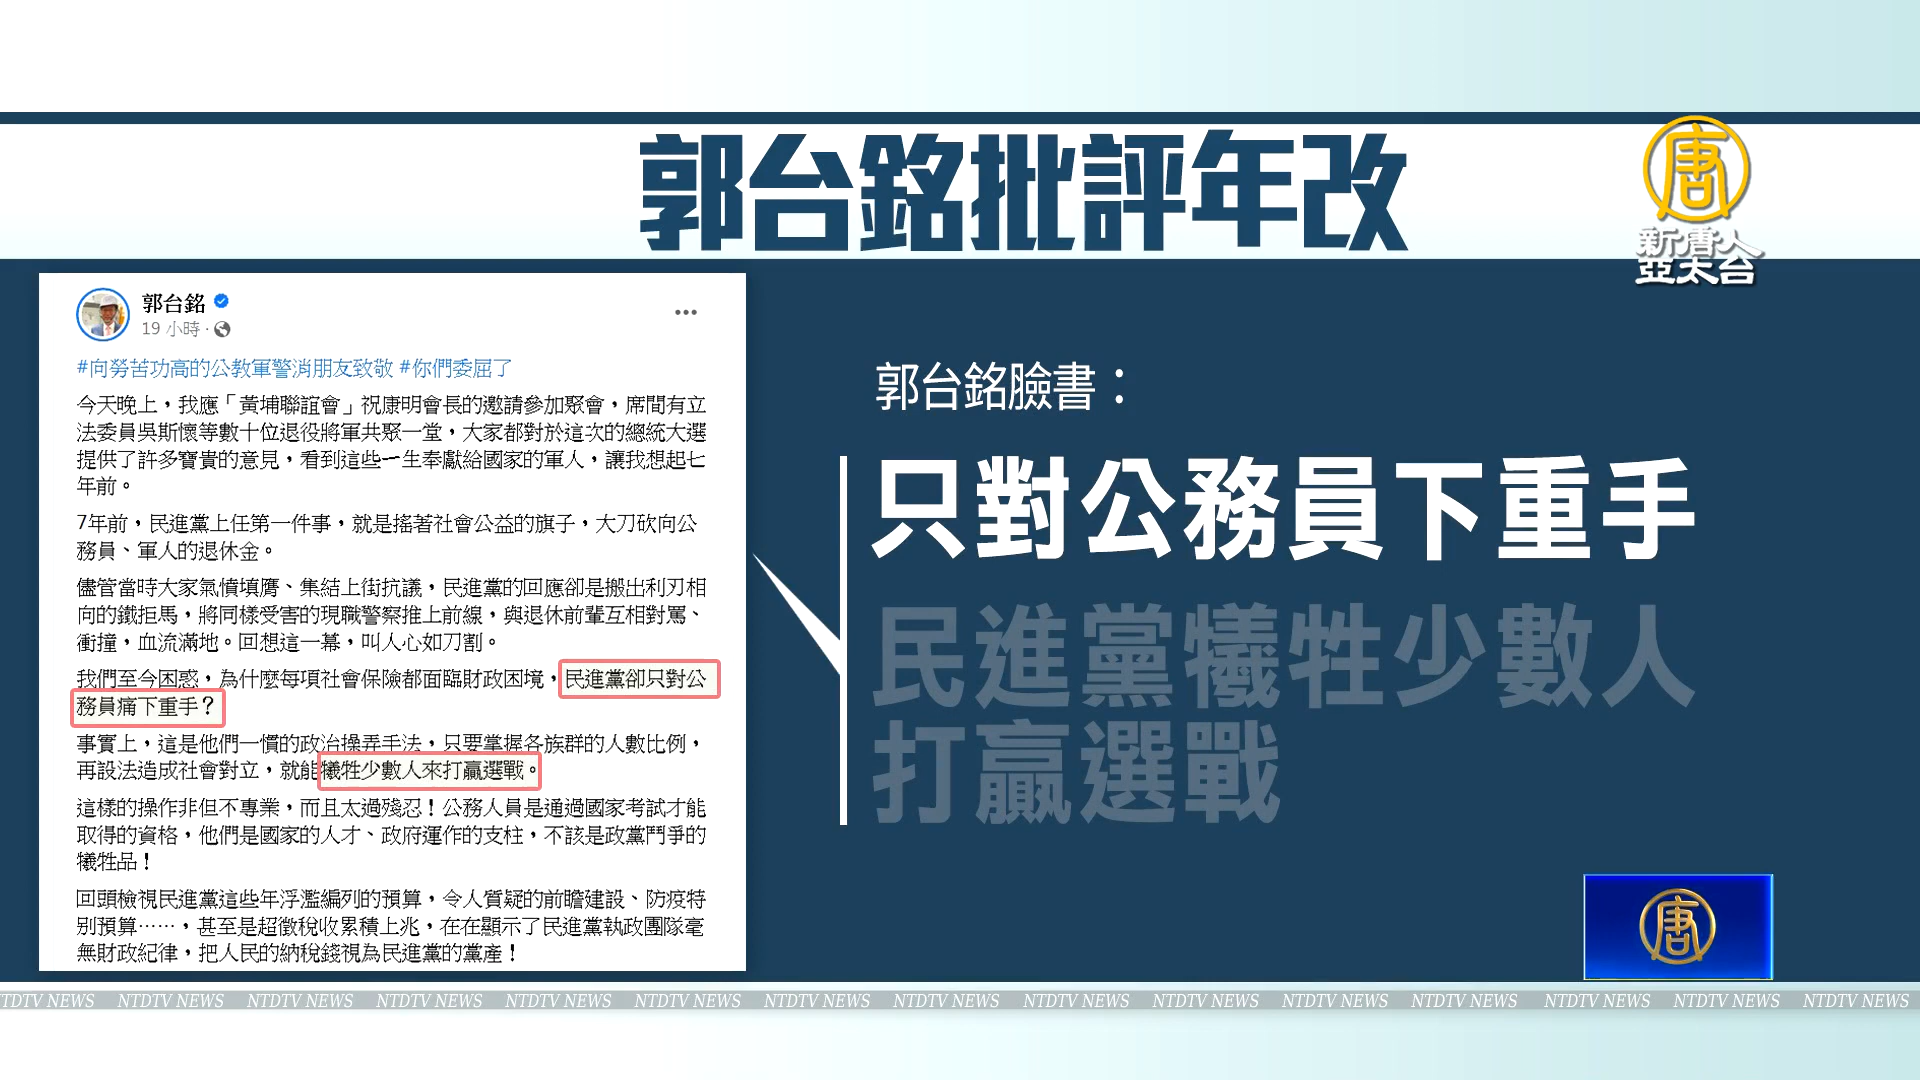 郭台銘批評年改
唐
新唐人
亞太台
郭台銘
19 小時
#向勞苦功高的公教軍警消朋友致敬 #你們委屈了
今天晚上，我應「黃埔聯誼會」祝康明會長的邀請參加聚會，席間有立
法委員吳斯懷等數十位退役將軍共聚一堂，大家都對於這次的總統大選
提供了許多寶貴的意見，看到這些一生奉獻給國家的軍人，讓我想起七
年前。
7年前，民進黨上任第一件事，就是搖著社會公益的旗子，大刀砍向公
務員、軍人的退休金。
儘管當時大家氣憤填膺、集結上街抗議，民進黨的回應卻是搬出利刃相
向的鐵拒馬，將同樣受害的現職警察推上前線，與退休前輩互相對罵、
衝撞，血流滿地。回想這一幕，叫人心如刀割。
我們至今困惑，為什麼每項社會保險都面臨財政困境，民進黨卻只對公
務員痛下重手？
事實上，這是他們一慣的政治操弄手法，只要掌握各族群的人數比例，
再設法造成社會對立，就能犧牲少數人來打贏選戰。
這樣的操作非但不專業，而且太過殘忍！公務人員是通過國家考試才能
取得的資格，他們是國家的人才、政府運作的支柱，不該是政黨鬥爭的
犧牲品！
回頭檢視民進黨這些年浮濫編列的預算，令人質疑的前瞻建設、防疫特
別預算⋯⋯，甚至是超徵稅收累積上兆，在在顯示了民進黨執政團隊毫
無財政紀律，把人民的納稅錢視為民進黨的黨產！
郭台銘臉書：
只對公務員下重手
民進黨犧牲少數人
打贏選戰
唐
NTDTV NEWS NTDTV NEWS NTDTV NEWS NTDTV NEWS NTDTV NEWS NTDTV NEWS NTDTV NEWS NTDTV NEWS NTDTV NEWS NTDTV NEWS NTDTV NEWS NTDTV NEWS NTDTV NEWS NTDTV NEWS NTDTV NEWS